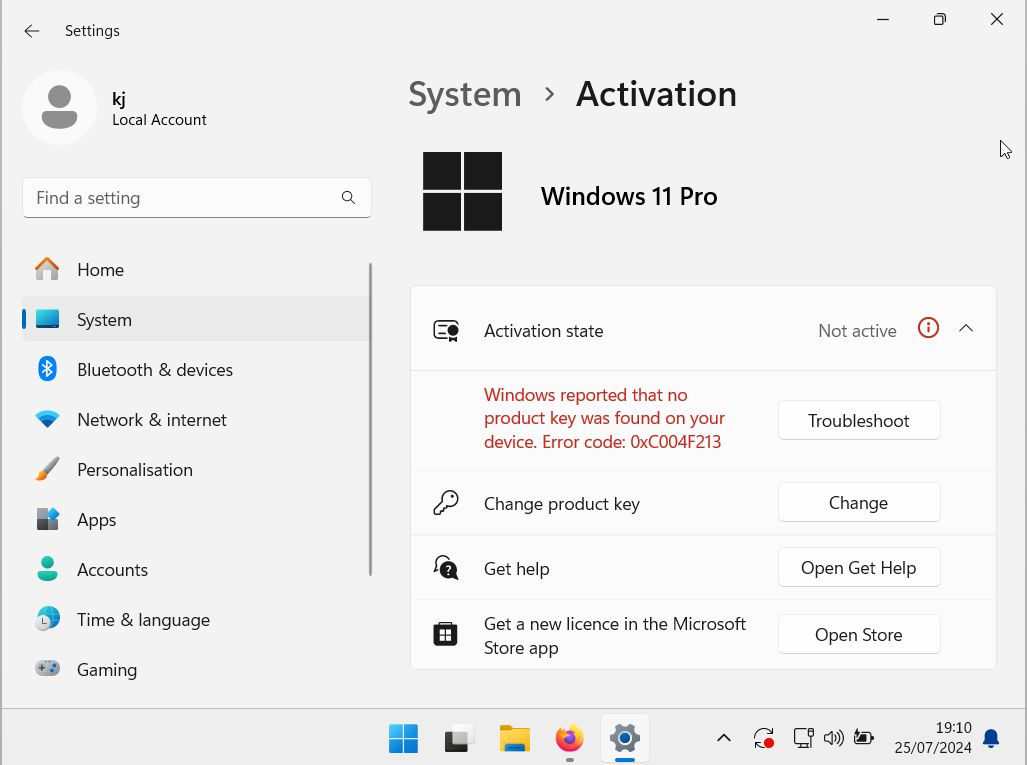 Settings
kj
Local Account
Find a setting
Home
System
Bluetooth & devices
Network & internet
Personalisation
Apps
Accounts
Time & language
Gaming
System > Activation
Windows 11 Pro
Activation state
Not active
Windows reported that no
product key was found on your
device. Error code: 0xC004F213
Troubleshoot
Change product key
Change
Get help
Open Get Help
Get a new licence in the Microsoft
Store app
Open Store
19:10
25/07/2024